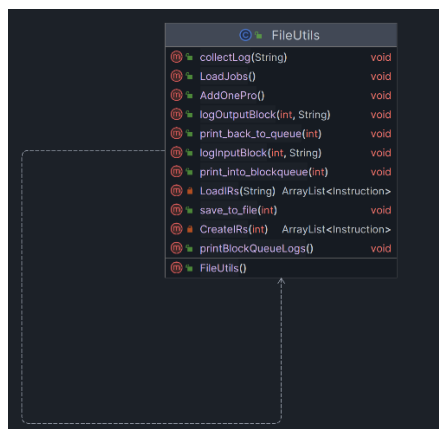 C FileUtils
m collectLog(String) void
m LoadJobs() void
m AddOnePro() void
m logOutputBlock(int, String) void
m print_back_to_queue(int) void
m logInputBlock(int, String) void
m print_into_blockqueue(int) void
m LoadIRs(String) ArrayList<Instruction>
m save_to_file(int) void
m CreateIRs(int) ArrayList<Instruction>
m printBlockQueueLogs() void
m FileUtils()